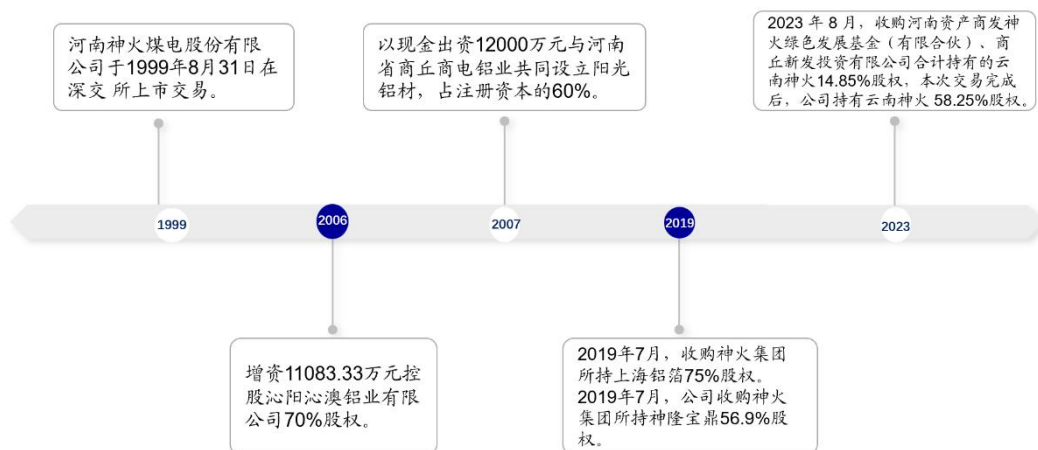 河南神火煤电股份有限
公司于1999年8月31日在
深交 所上市交易。
以现金出资12000万元与河南
省商丘商电铝业共同设立阳光
铝材，占注册资本的60%。
2023 年 8 月，收购河南资产商发神
火绿色发展基金（有限合伙）、商
丘新发投资有限公司合计持有的云
南神火14.85%股权，本次交易完成
后，公司持有云南神火 58.25%股权。
1999
2006
2007
2019
2023
增资11083.33万元控
股沁阳沁澳铝业有限
公司70%股权。
2019年7月，收购神火集团
所持上海铝箔75%股权。
2019年7月，公司收购神火
集团所持神隆宝鼎56.9%股
权。